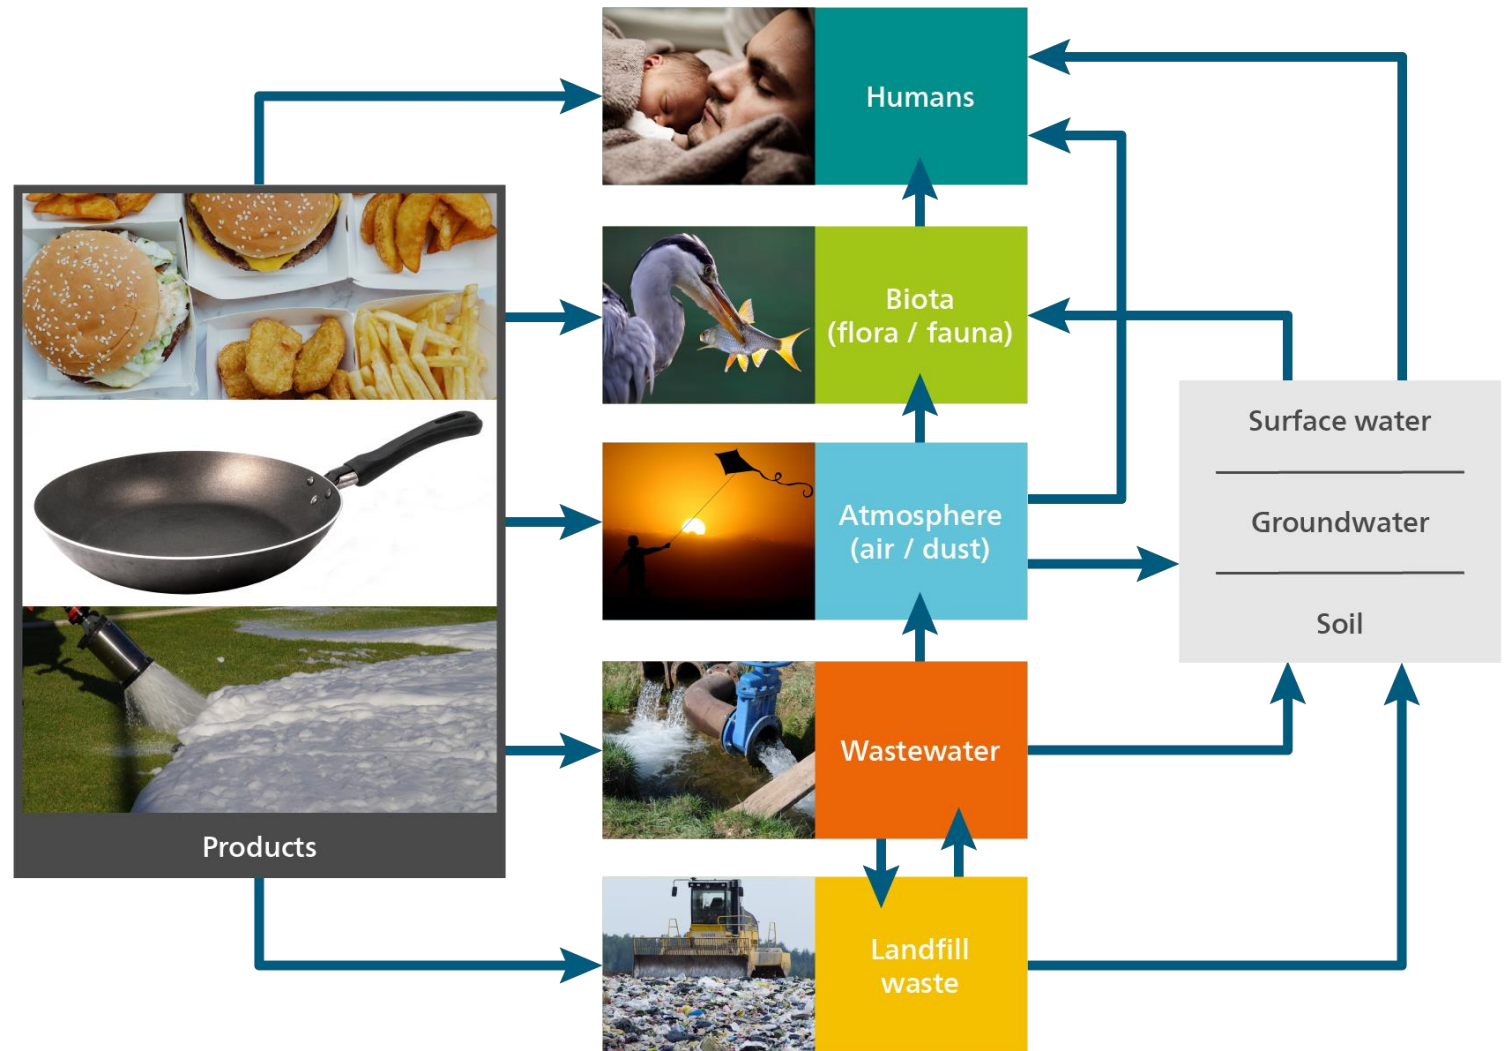 Humans
Biota
(flora / fauna)
Surface water
Atmosphere
(air / dust)
Groundwater
Soil
Wastewater
Products
Landfill
waste